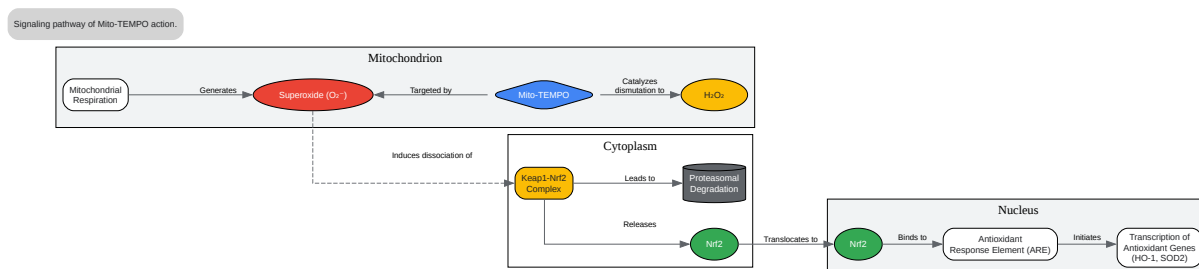 Signaling pathway of Mito-TEMPO action.
Mitochondrion
Mitochondrial
Respiration
Generates
Superoxide (O₂⁻)
Targeted by
Mito-TEMPO
Catalyzes
dismutation to
H₂O₂
Induces dissociation of
Cytoplasm
Keap1-Nrf2
Complex
Leads to
Proteasomal
Degradation
Releases
Nrf2
Translocates to
Nucleus
Nrf2
Binds to
Antioxidant
Response Element (ARE)
Initiates
Transcription of
Antioxidant Genes
(HO-1, SOD2)